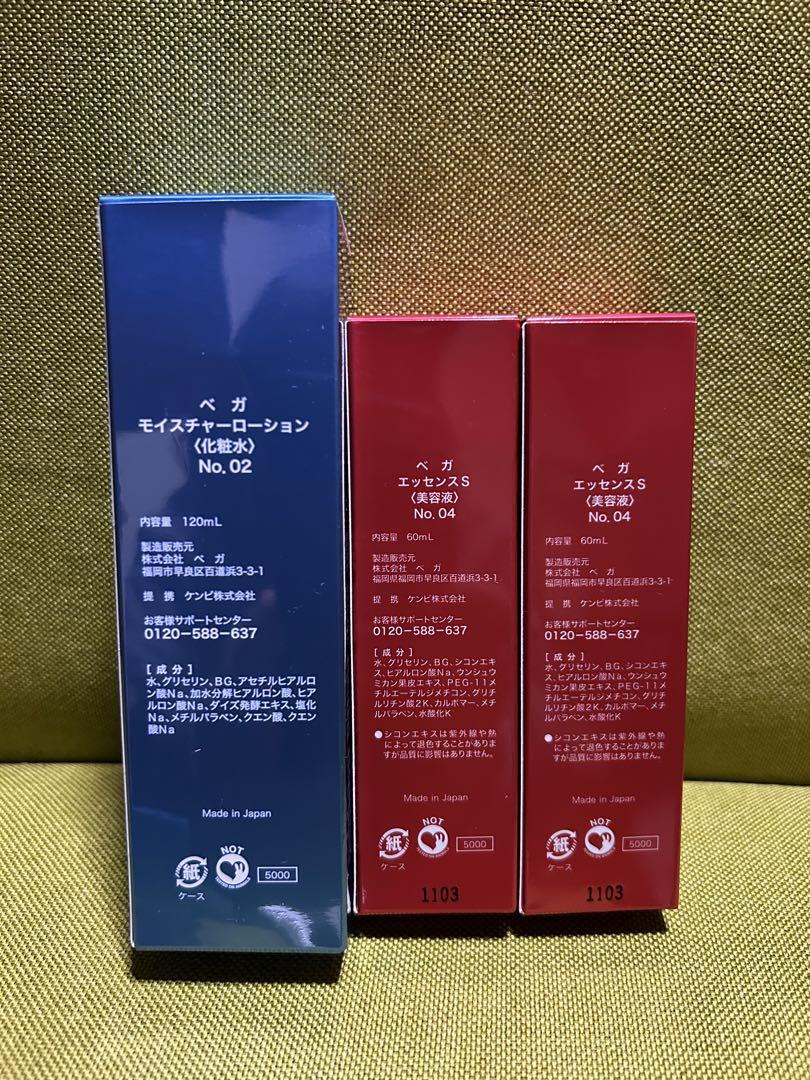 ベ ガ
モイスチャーローション
〈化粧水〉
No. 02
内容量 120mL
製造販売元
株式会社 ベ ガ
福岡市早良区百道浜3-3-1
提 携 ケンビ株式会社
お客様サポートセンター
0120-588-637
[成 分]
水、グリセリン、BG、アセチルヒアルロ
ン酸Na、加水分解ヒアルロン酸、ヒア
ルロン酸Na、ダイズ発酵エキス、塩化
Na、メチルパラベン、クエン酸、クエン
酸Na
Made in Japan
紙
ケース
NOT
TESTED ON ANIMALS
5000
ベ ガ
エッセンスS
〈美容液〉
No. 04
内容量 60mL
製造販売元
株式会社 ベ ガ
福岡県福岡市早良区百道浜3-3-1
提 携 ケンビ株式会社
お客様サポートセンター
0120-588-637
[成 分]
水、グリセリン、BG、シコンエキ
ス、ヒアルロン酸Na、ウンシュウ
ミカン果皮エキス、PEG-11メ
チルエーテルジメチコン、グリチ
ルリチン酸2K、カルボマー、メチ
ルパラベン、水酸化K
●シコンエキスは紫外線や熱
によって退色することがありま
すが品質に影響はありません。
Made in Japan
紙
ケース
NOT
TESTED ON ANIMALS
5000
1103
ベ ガ
エッセンスS
〈美容液〉
No. 04
内容量 60mL
製造販売元
株式会社 ベ ガ
福岡県福岡市早良区百道浜3-3-1
提 携 ケンビ株式会社
お客様サポートセンター
0120-588-637
[成 分]
水、グリセリン、BG、シコンエキ
ス、ヒアルロン酸Na、ウンシュウ
ミカン果皮エキス、PEG-11メ
チルエーテルジメチコン、グリチ
ルリチン酸2K、カルボマー、メチ
ルパラベン、水酸化K
●シコンエキスは紫外線や熱
によって退色することがありま
すが品質に影響はありません。
Made in Japan
紙
ケース
NOT
TESTED ON ANIMALS
5000
1103